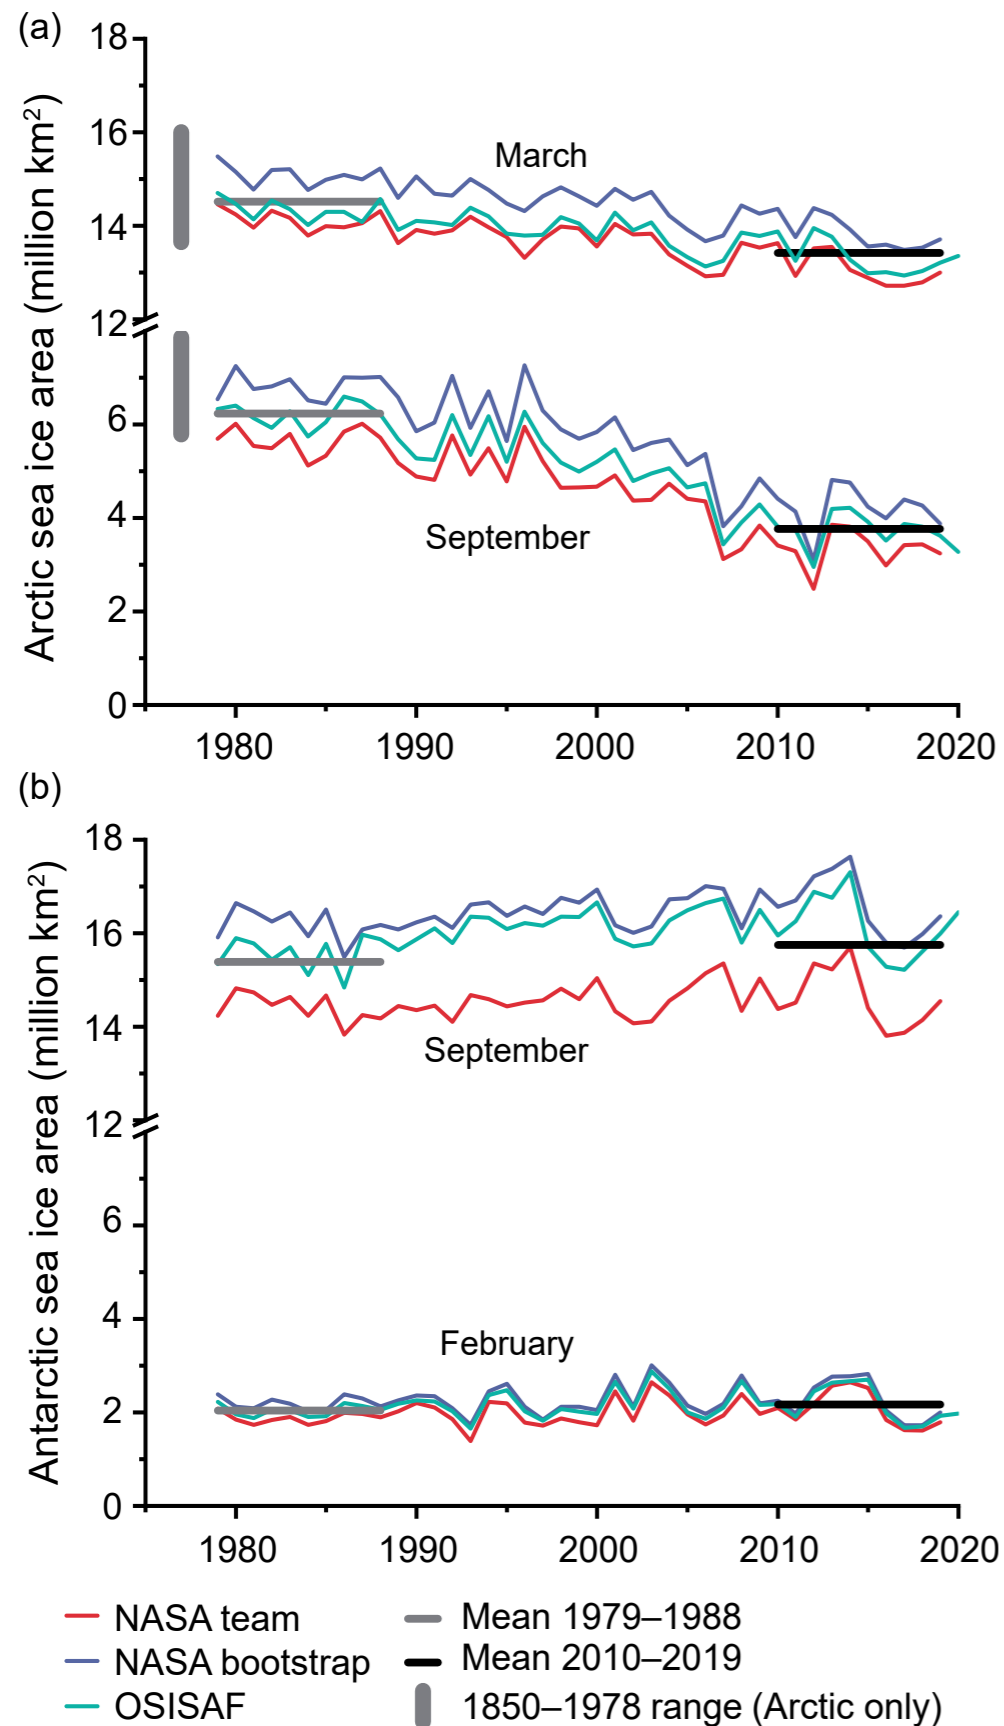 (a)
18
16
14
12
12
6
4
2
0
Arctic sea ice area (million km²)
March
September
1980 1990 2000 2010 2020
(b)
18
16
14
12
6
4
2
0
Antarctic sea ice area (million km²)
September
February
1980 1990 2000 2010 2020
NASA team
NASA bootstrap
OSISAF
Mean 1979–1988
Mean 2010–2019
1850–1978 range (Arctic only)